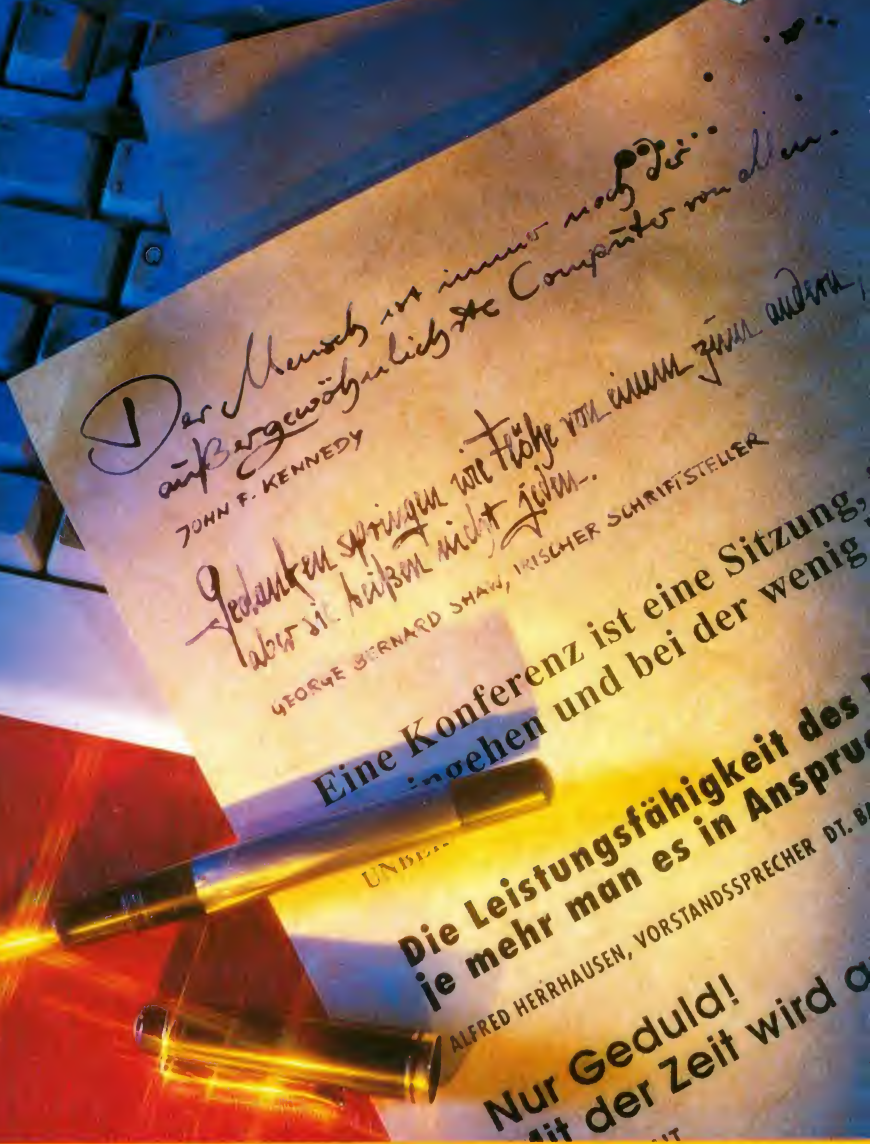 Der Mensch ist immer noch der
außergewöhnlichste Computer von allen.
JOHN F. KENNEDY
Gedanken springen wie Flöhe von einem zum andern,
aber sie beißen nicht jeden.
GEORGE BERNARD SHAW, IRISCHER SCHRIFTSTELLER
Eine Konferenz ist eine Sitzung,
eingehen und bei der wenig
Die Leistungsfähigkeit des
je mehr man es in Anspruc
ALFRED HERRHAUSEN, VORSTANDSSPRECHER DT. BA
Nur Geduld!
Mit der Zeit wird a